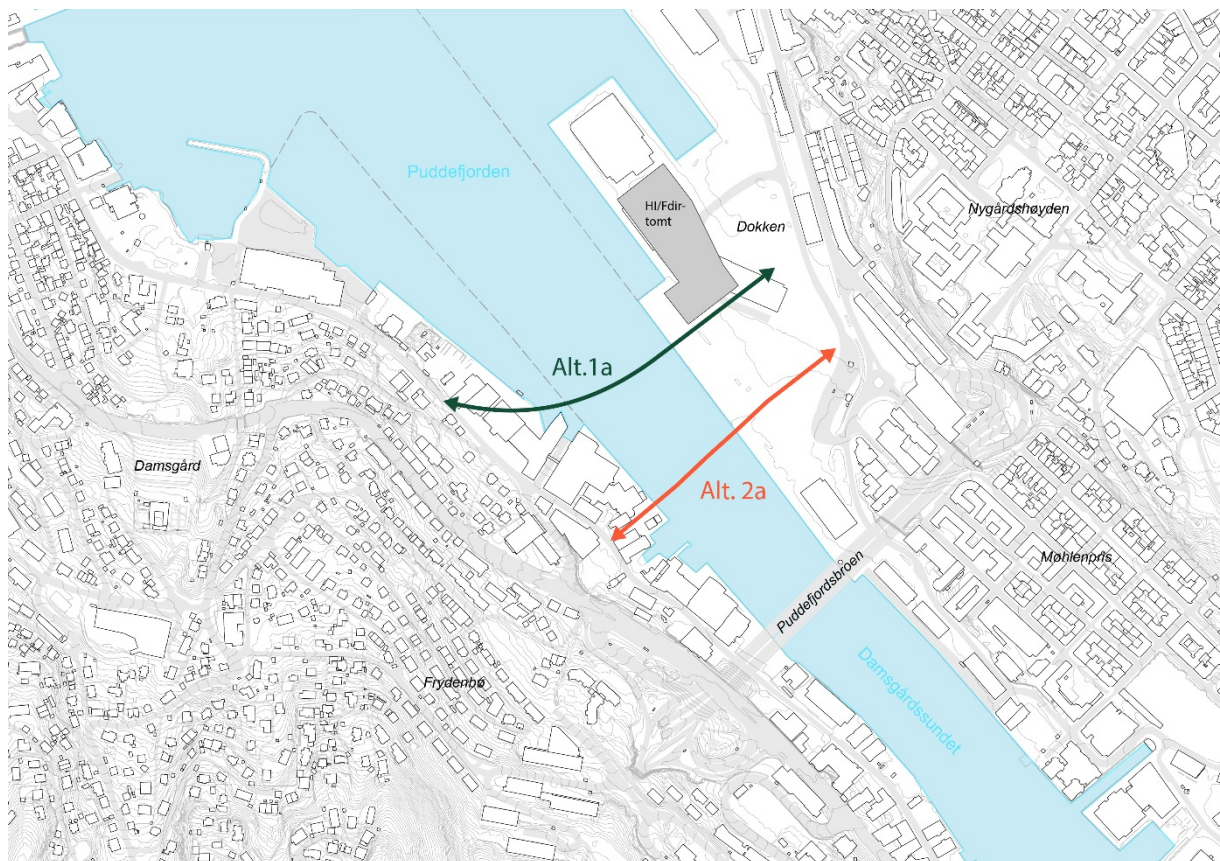 Puddefjorden
HI/Fdir-
tomt
Nygårdshøyden
Dokken
Alt.1a
Damsgård
Alt. 2a
Puddefjordsbroen
Møhlenpris
Frydenbø
Damsgårdssundet